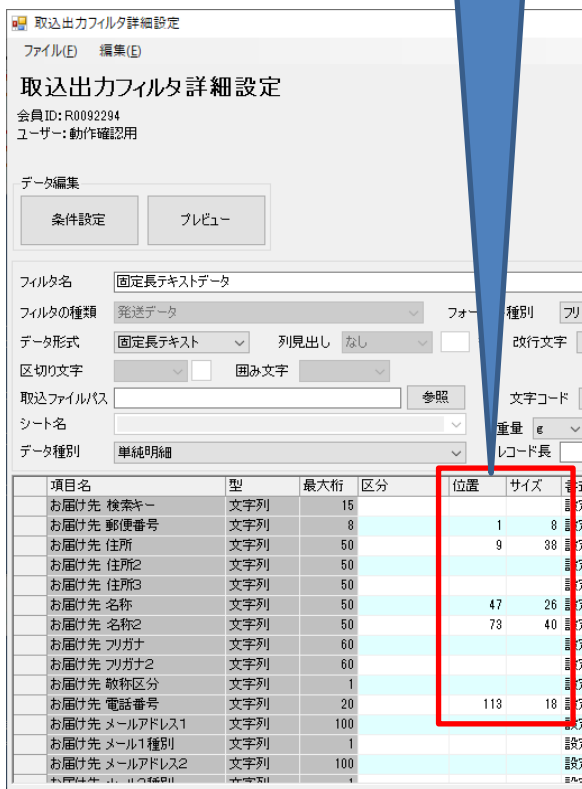 取込出力フィルタ詳細設定
ファイル(F) 編集(E)
取込出力フィルタ詳細設定
会員ID: R0092294
ユーザー: 動作確認用
データ編集
条件設定 プレビュー
フィルタ名 固定長テキストデータ
フィルタの種類 発送データ フォー 種別 フリ
データ形式 固定長テキスト 列見出し なし 改行文字
区切り文字 囲み文字
取込ファイルパス 参照 文字コード
シート名 重量 g
データ種別 単純明細 レコード長
項目名 型 最大桁 区分 位置 サイズ
お届け先 検索キー 文字列 15
お届け先 郵便番号 文字列 8 1 8
お届け先 住所 文字列 50 9 38
お届け先 住所2 文字列 50
お届け先 住所3 文字列 50
お届け先 名称 文字列 50 47 26
お届け先 名称2 文字列 50 73 40
お届け先 フリガナ 文字列 60
お届け先 フリガナ2 文字列 60
お届け先 敬称区分 文字列 1
お届け先 電話番号 文字列 20 113 18
お届け先 メールアドレス1 文字列 100
お届け先 メール1種別 文字列 1
お届け先 メールアドレス2 文字列 100